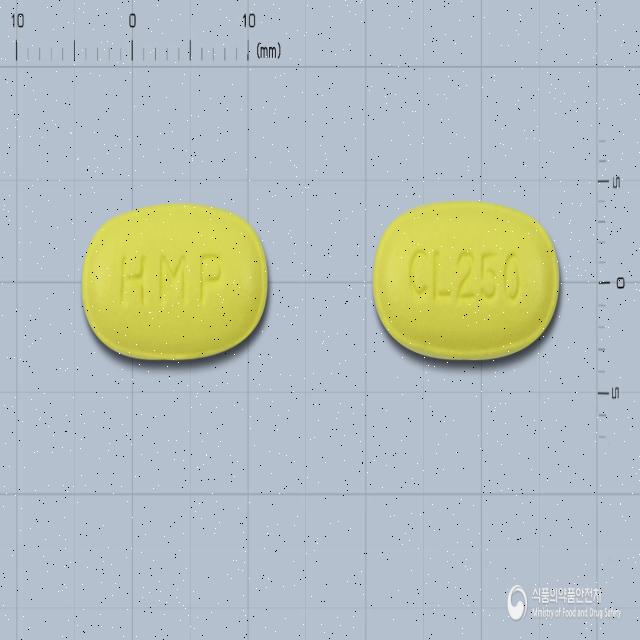 10 0 10 (mm)
5
HMP CL250
0
5
식품의약품안전처
Ministry of Food and Drug Safety